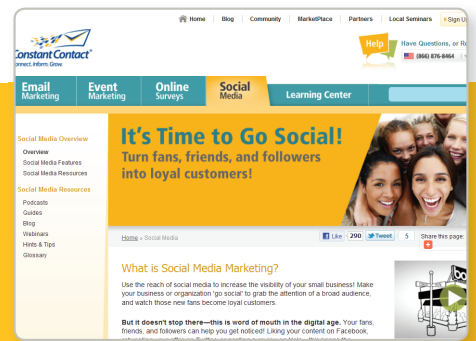 Home Blog Community MarketPlace Partners Local Seminars Sign U
Constant Contact®
onnect. Inform. Grow.
Help
Have Questions, or Re
(866) 876-8464
Email Marketing
Event Marketing
Online Surveys
Social Media
Learning Center
Social Media Overview
Overview
Social Media Features
Social Media Resources
Social Media Resources
Podcasts
Guides
Blog
Webinars
Hints & Tips
Glossary
It's Time to Go Social!
Turn fans, friends, and followers
into loyal customers!
Home » Social Media
Like 290 Tweet 5 Share this page:
What is Social Media Marketing?
Use the reach of social media to increase the visibility of your small business! Make
your business or organization 'go social' to grab the attention of a broad audience,
and watch those new fans become loyal customers.
But it doesn't stop there—this is word of mouth in the digital age. Your fans,
friends, and followers can help you get noticed! Liking your content on Facebook,